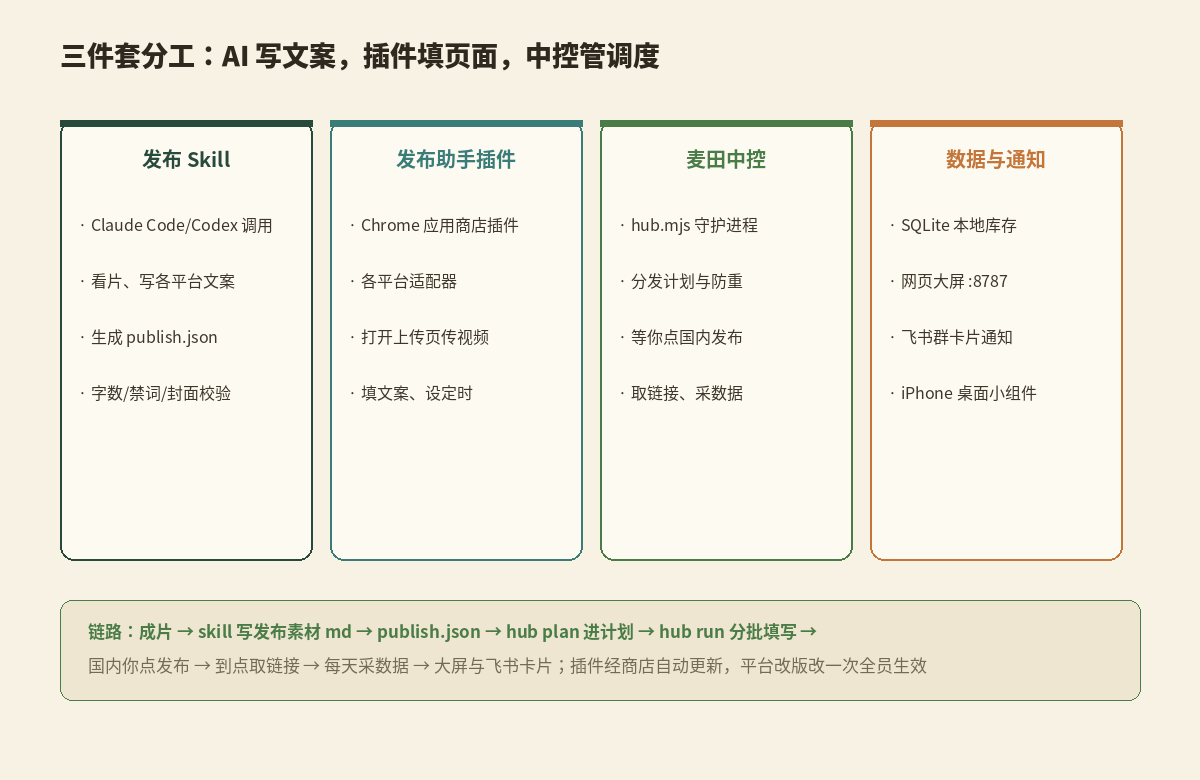 三件套分工：AI 写文案，插件填页面，中控管调度
发布 Skill
· Claude Code/Codex 调用
· 看片、写各平台文案
· 生成 publish.json
· 字数/禁词/封面校验
发布助手插件
· Chrome 应用商店插件
· 各平台适配器
· 打开上传页传视频
· 填文案、设定时
麦田中控
· hub.mjs 守护进程
· 分发计划与防重
· 等你点国内发布
· 取链接、采数据
数据与通知
· SQLite 本地库存
· 网页大屏 :8787
· 飞书群卡片通知
· iPhone 桌面小组件
链路：成片 → skill 写发布素材 md → publish.json → hub plan 进计划 → hub run 分批填写 →
国内你点发布 → 到点取链接 → 每天采数据 → 大屏与飞书卡片；插件经商店自动更新，平台改版改一次全员生效